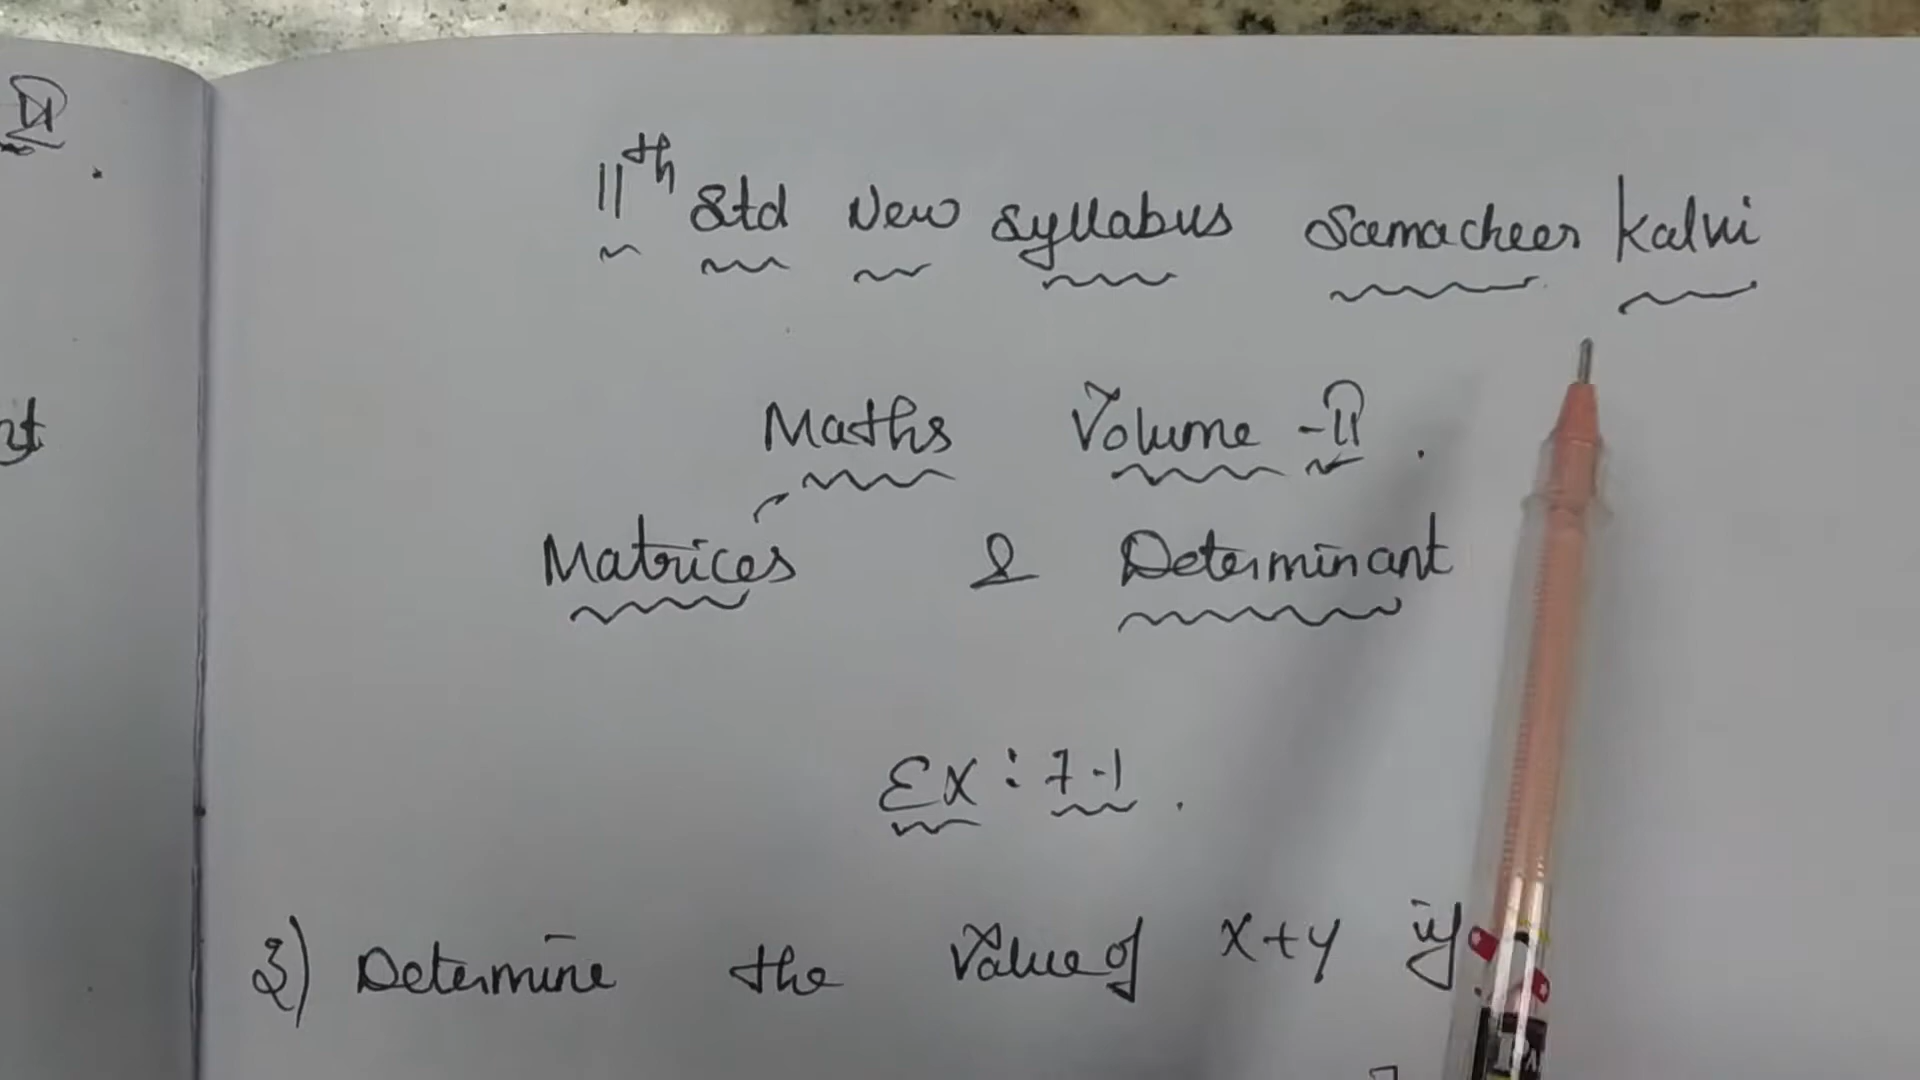 11th Std New Syllabus Samacheer Kalvi
Maths Volume - II.
Matrices & Determinant
Ex: 7.1.
3) Determine the Value of x+y if